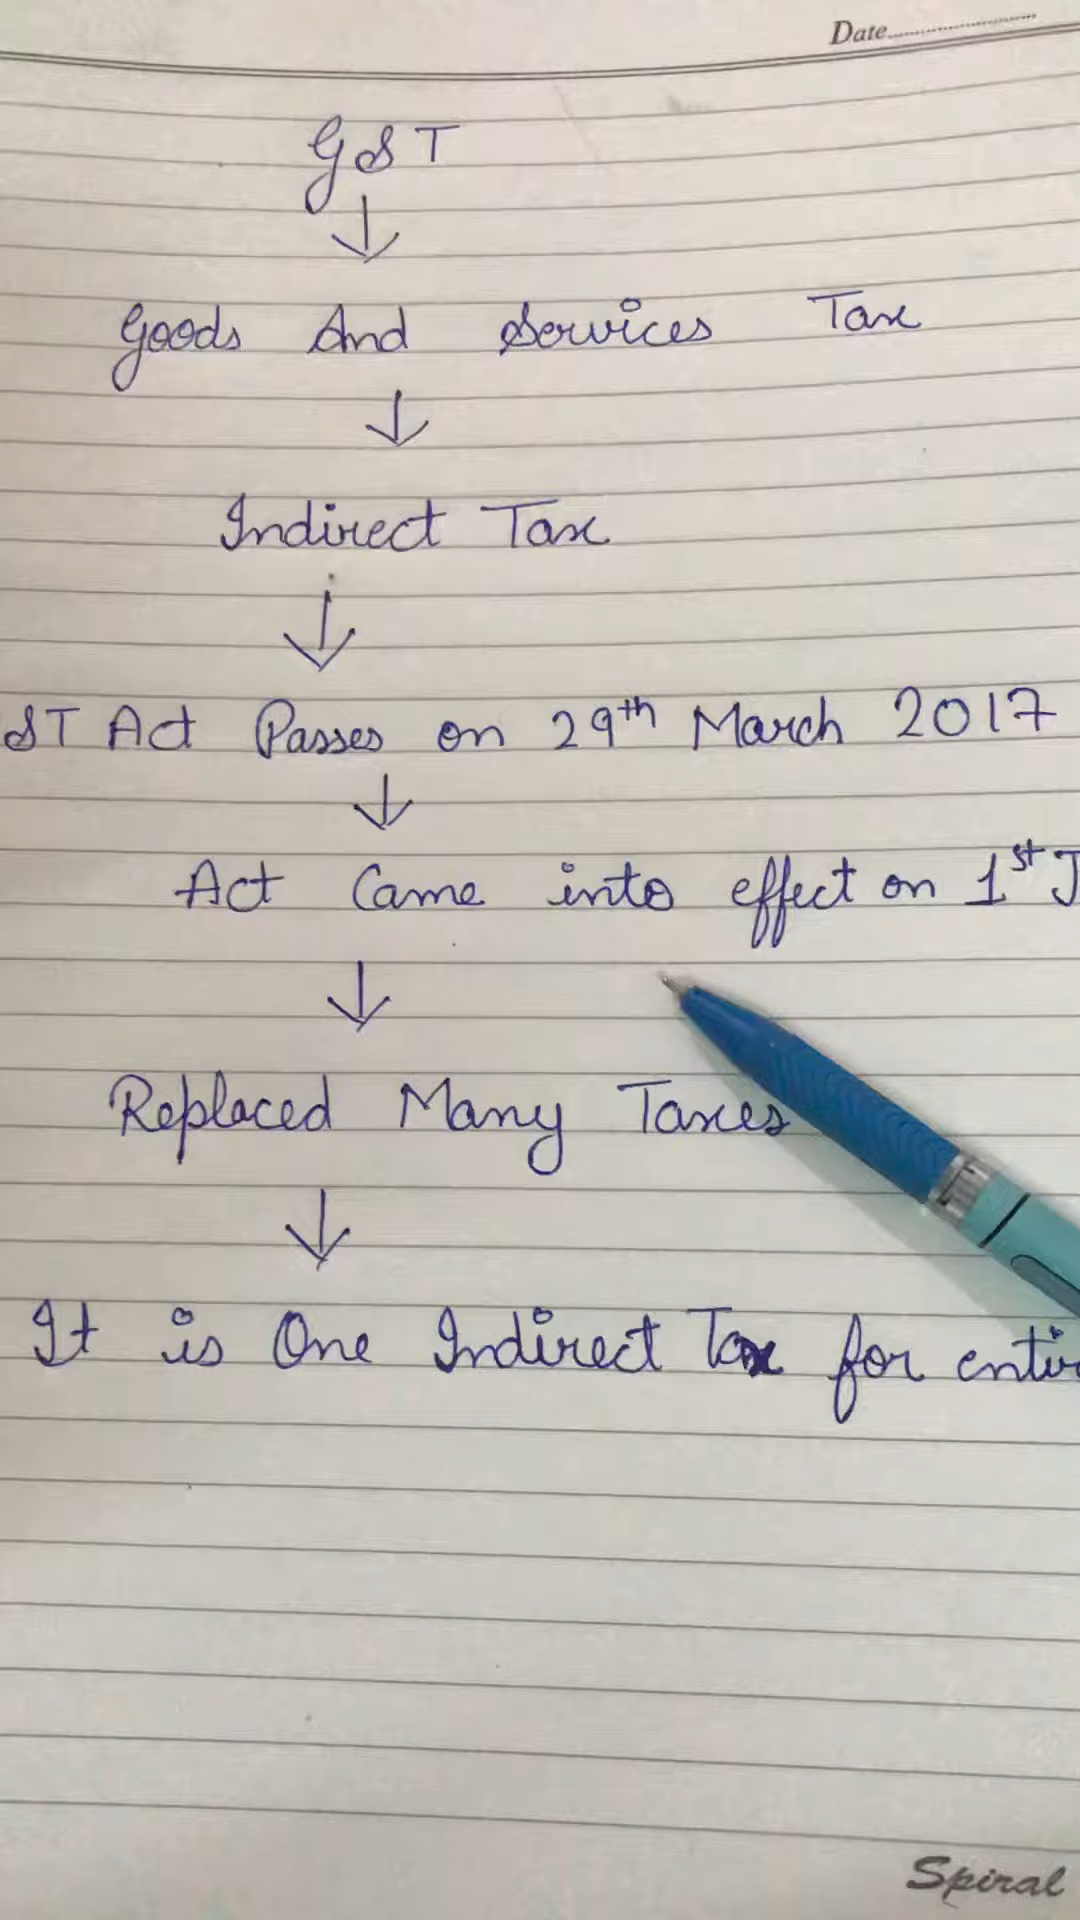 Date
GST
↓
Goods And Services Tax
↓
Indirect Tax
↓
ST Act Passes on 29th March 2017
↓
Act Came into effect on 1st J
↓
Replaced Many Taxes
↓
It is One Indirect Tax for enti
Spiral